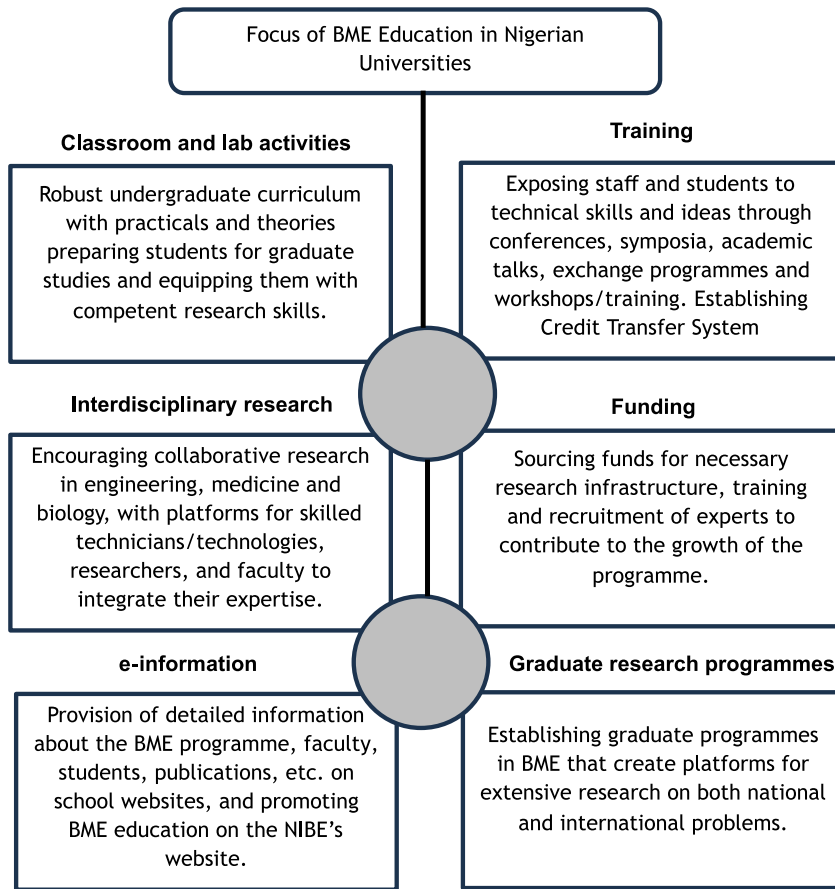 Focus of BME Education in Nigerian
Universities
Classroom and lab activities
Robust undergraduate curriculum
with practicals and theories
preparing students for graduate
studies and equipping them with
competent research skills.
Training
Exposing staff and students to
technical skills and ideas through
conferences, symposia, academic
talks, exchange programmes and
workshops/training. Establishing
Credit Transfer System
Interdisciplinary research
Encouraging collaborative research
in engineering, medicine and
biology, with platforms for skilled
technicians/technologies,
researchers, and faculty to
integrate their expertise.
Funding
Sourcing funds for necessary
research infrastructure, training
and recruitment of experts to
contribute to the growth of the
programme.
e-information
Provision of detailed information
about the BME programme, faculty,
students, publications, etc. on
school websites, and promoting
BME education on the NIBE’s
website.
Graduate research programmes
Establishing graduate programmes
in BME that create platforms for
extensive research on both national
and international problems.